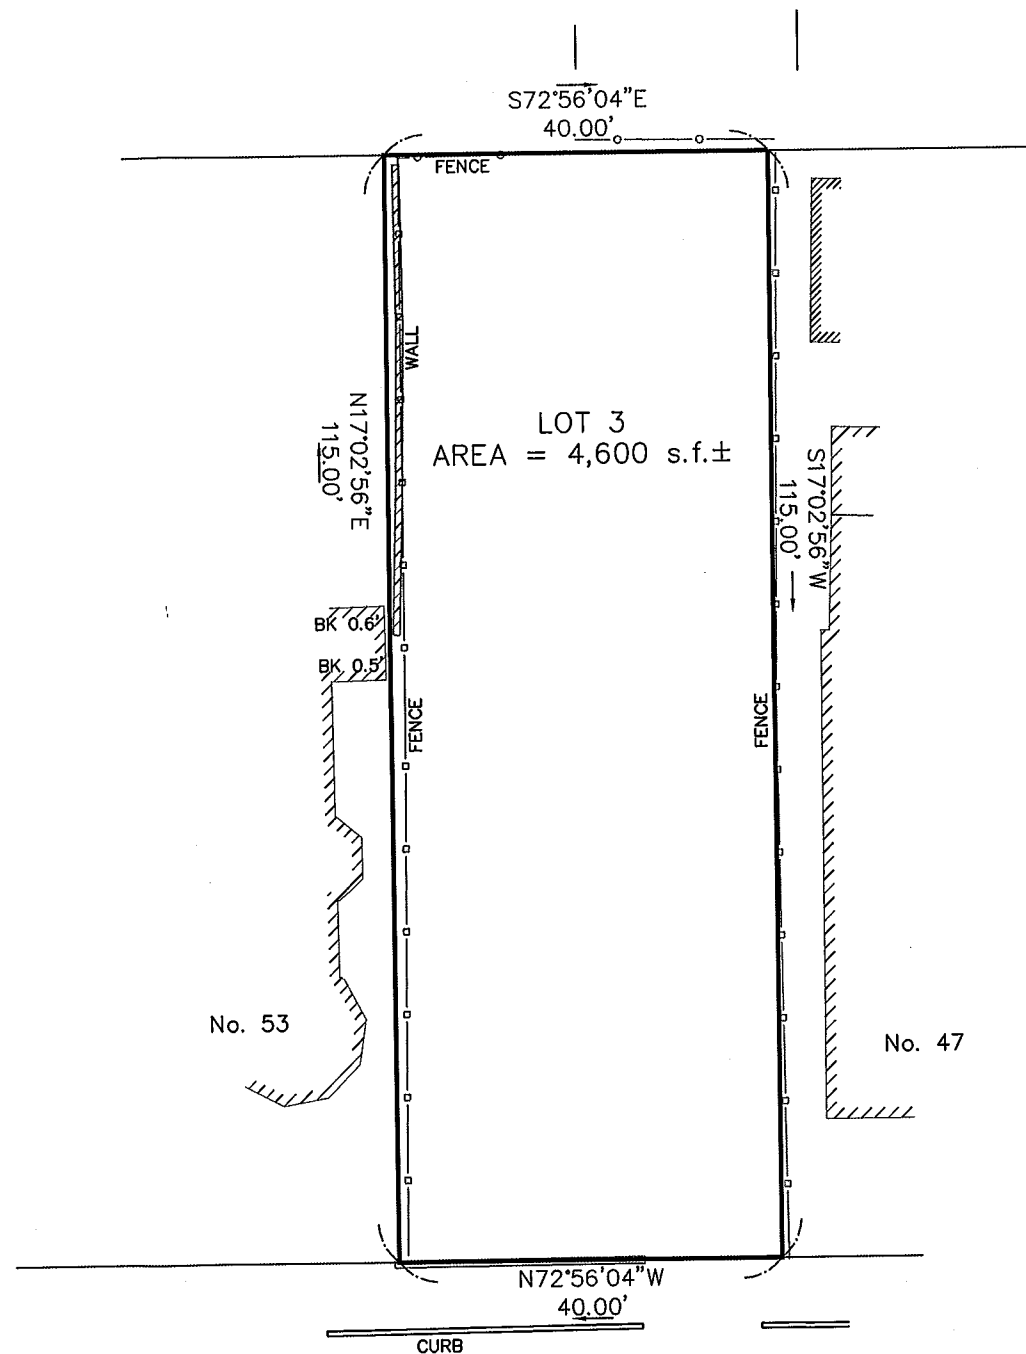 S72°56'04"E
40.00'
FENCE
WALL
N17°02'56"E
115.00'
LOT 3
AREA = 4,600 s.f.±
S17°02'56"W
115.00'
BK 0.6'
BK 0.5'
FENCE
FENCE
No. 53
No. 47
N72°56'04"W
40.00'
CURB